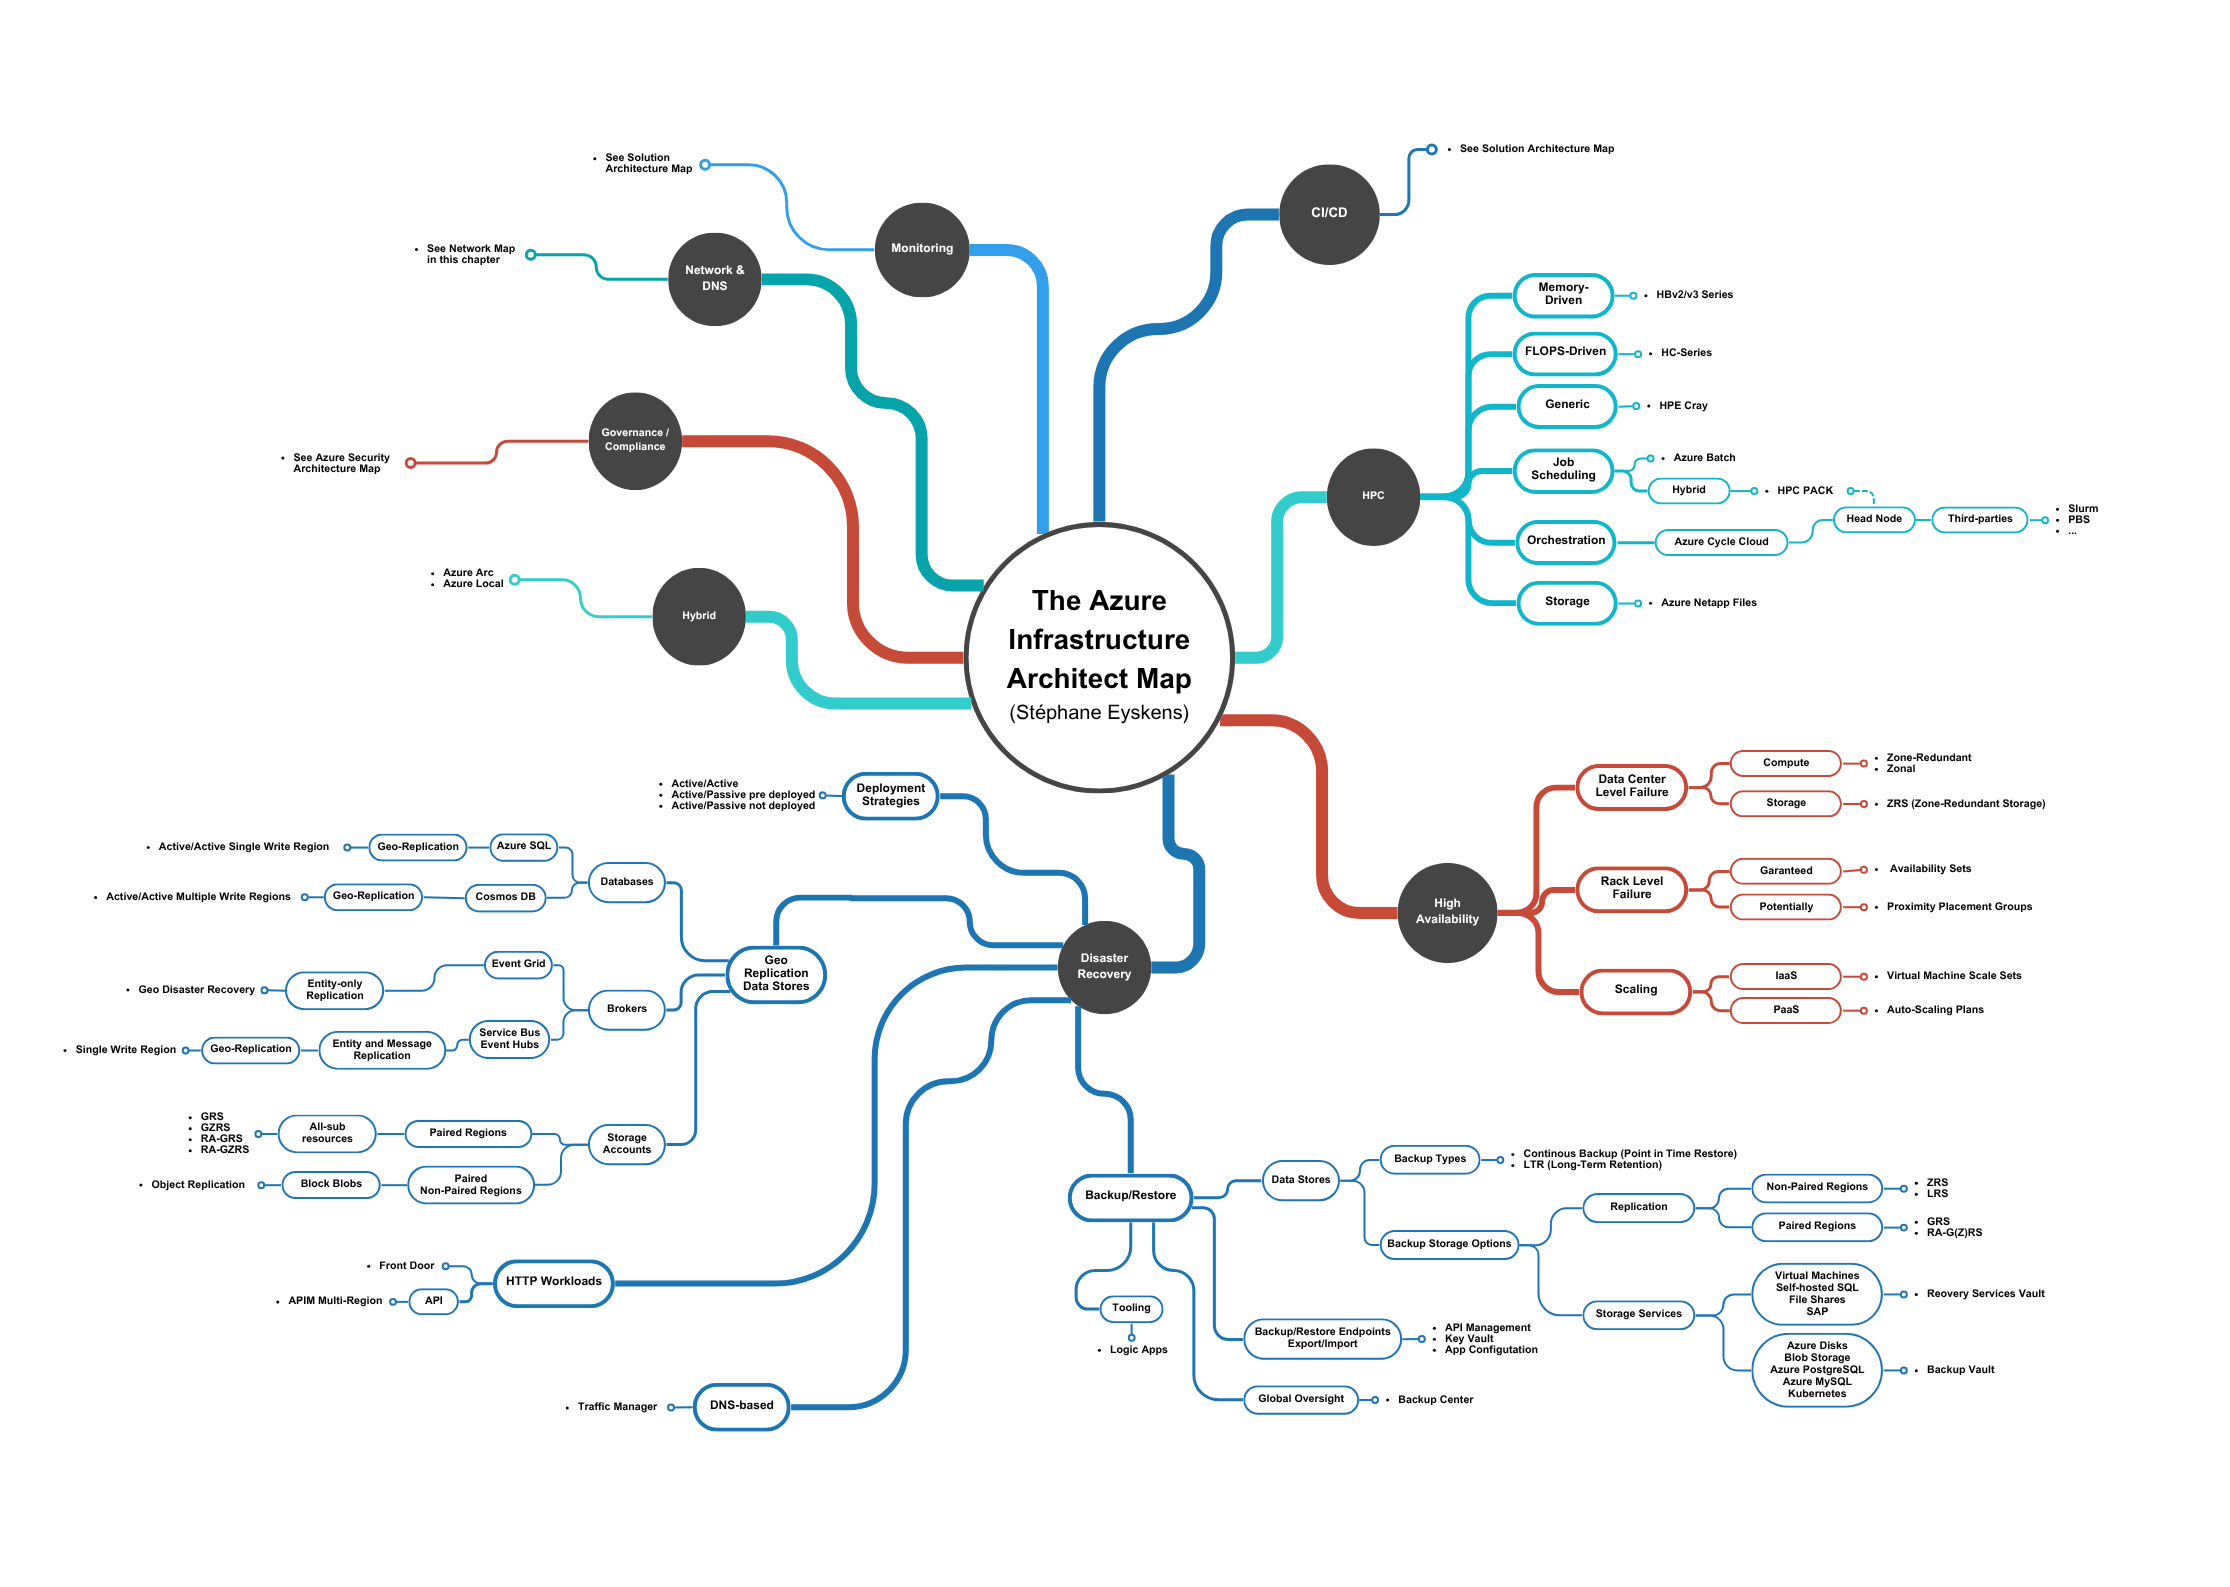 The Azure
Infrastructure
Architect Map
(Stéphane Eyskens)
Monitoring
• See Solution
Architecture Map
Network &
DNS
• See Network Map
in this chapter
Governance /
Compliance
• See Azure Security
Architecture Map
Hybrid
• Azure Arc
• Azure Local
CI/CD
• See Solution Architecture Map
HPC
Memory-
Driven
• HBv2/v3 Series
FLOPS-Driven
• HC-Series
Generic
• HPE Cray
Job
Scheduling
• Azure Batch
Hybrid
• HPC PACK
Orchestration
Azure Cycle Cloud
Head Node
Third-parties
• Slurm
• PBS
• ...
Storage
• Azure Netapp Files
High
Availability
Data Center
Level Failure
Compute
• Zone-Redundant
• Zonal
Storage
• ZRS (Zone-Redundant Storage)
Rack Level
Failure
Garanteed
• Availability Sets
Potentially
• Proximity Placement Groups
Scaling
IaaS
• Virtual Machine Scale Sets
PaaS
• Auto-Scaling Plans
Disaster
Recovery
Deployment
Strategies
• Active/Active
• Active/Passive pre deployed
• Active/Passive not deployed
Geo
Replication
Data Stores
Databases
Azure SQL
Geo-Replication
• Active/Active Single Write Region
Cosmos DB
Geo-Replication
• Active/Active Multiple Write Regions
Brokers
Event Grid
Entity-only
Replication
• Geo Disaster Recovery
Service Bus
Event Hubs
Entity and Message
Replication
Geo-Replication
• Single Write Region
Storage
Accounts
Paired Regions
All-sub
resources
• GRS
• GZRS
• RA-GRS
• RA-GZRS
Paired
Non-Paired Regions
Block Blobs
• Object Replication
HTTP Workloads
• Front Door
API
• APIM Multi-Region
DNS-based
• Traffic Manager
Backup/Restore
Data Stores
Backup Types
• Continous Backup (Point in Time Restore)
• LTR (Long-Term Retention)
Backup Storage Options
Replication
Non-Paired Regions
• ZRS
• LRS
Paired Regions
• GRS
• RA-G(Z)RS
Storage Services
Virtual Machines
Self-hosted SQL
File Shares
SAP
• Reovery Services Vault
Azure Disks
Blob Storage
Azure PostgreSQL
Azure MySQL
Kubernetes
• Backup Vault
Tooling
• Logic Apps
Backup/Restore Endpoints
Export/Import
• API Management
• Key Vault
• App Configutation
Global Oversight
• Backup Center